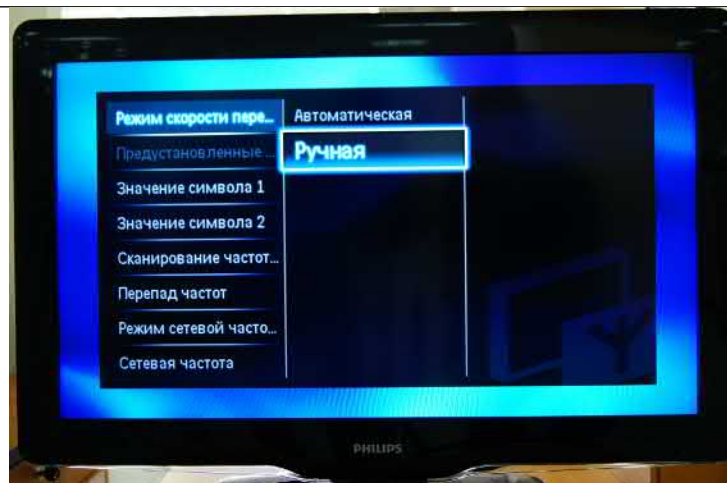 Режим скорости пере...
Автоматическая
Предустановленные ...
Ручная
Значение символа 1
Значение символа 2
Сканирование частот...
Перепад частот
Режим сетевой часто...
Сетевая частота
PHILIPS